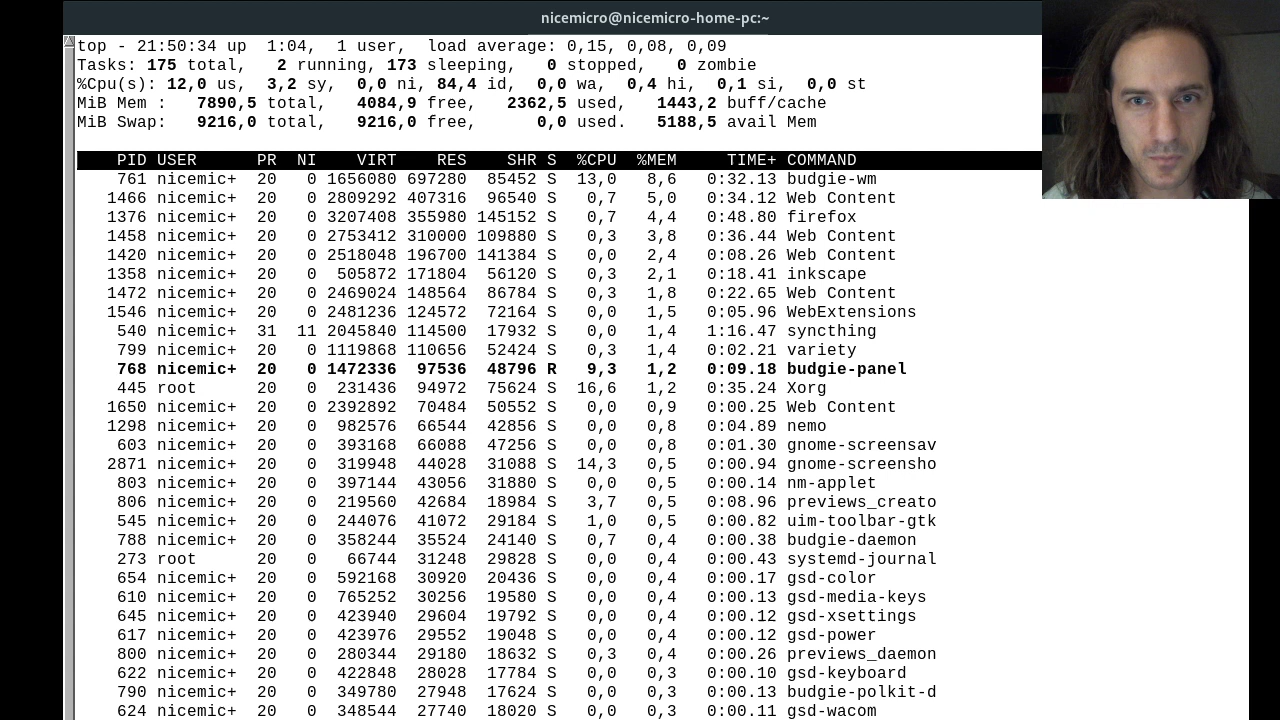 nicemicro@nicemicro-home-pc:~
top - 21:50:34 up  1:04,  1 user,  load average: 0,15, 0,08, 0,09
Tasks: 175 total,   2 running, 173 sleeping,   0 stopped,   0 zombie
%Cpu(s): 12,0 us,  3,2 sy,  0,0 ni, 84,4 id,  0,0 wa,  0,4 hi,  0,1 si,  0,0 st
MiB Mem :   7890,5 total,   4084,9 free,   2362,5 used,   1443,2 buff/cache
MiB Swap:   9216,0 total,   9216,0 free,      0,0 used.   5188,5 avail Mem
PID USER      PR  NI    VIRT    RES    SHR S  %CPU  %MEM     TIME+ COMMAND
761 nicemic+  20   0 1656080 697280  85452 S  13,0   8,6   0:32.13 budgie-wm
1466 nicemic+  20   0 2809292 407316  96540 S   0,7   5,0   0:34.12 Web Content
1376 nicemic+  20   0 3207408 355980 145152 S   0,7   4,4   0:48.80 firefox
1458 nicemic+  20   0 2753412 310000 109880 S   0,3   3,8   0:36.44 Web Content
1420 nicemic+  20   0 2518048 196700 141384 S   0,0   2,4   0:08.26 Web Content
1358 nicemic+  20   0  505872 171804  56120 S   0,3   2,1   0:18.41 inkscape
1472 nicemic+  20   0 2469024 148564  86784 S   0,3   1,8   0:22.65 Web Content
1546 nicemic+  20   0 2481236 124572  72164 S   0,0   1,5   0:05.96 WebExtensions
540 nicemic+  31  11 2045840 114500  17932 S   0,0   1,4   1:16.47 syncthing
799 nicemic+  20   0 1119868 110656  52424 S   0,3   1,4   0:02.21 variety
768 nicemic+  20   0 1472336  97536  48796 R   9,3   1,2   0:09.18 budgie-panel
445 root      20   0  231436  94972  75624 S  16,6   1,2   0:35.24 Xorg
1650 nicemic+  20   0 2392892  70484  50552 S   0,0   0,9   0:00.25 Web Content
1298 nicemic+  20   0  982576  66544  42856 S   0,0   0,8   0:04.89 nemo
603 nicemic+  20   0  393168  66088  47256 S   0,0   0,8   0:01.30 gnome-screensav
2871 nicemic+  20   0  319948  44028  31088 S  14,3   0,5   0:00.94 gnome-screensho
803 nicemic+  20   0  397144  43056  31880 S   0,0   0,5   0:00.14 nm-applet
806 nicemic+  20   0  219560  42684  18984 S   3,7   0,5   0:08.96 previews_creato
545 nicemic+  20   0  244076  41072  29184 S   1,0   0,5   0:00.82 uim-toolbar-gtk
788 nicemic+  20   0  358244  35524  24140 S   0,7   0,4   0:00.38 budgie-daemon
273 root      20   0   66744  31248  29828 S   0,0   0,4   0:00.43 systemd-journal
654 nicemic+  20   0  592168  30920  20436 S   0,0   0,4   0:00.17 gsd-color
610 nicemic+  20   0  765252  30256  19580 S   0,0   0,4   0:00.13 gsd-media-keys
645 nicemic+  20   0  423940  29604  19792 S   0,0   0,4   0:00.12 gsd-xsettings
617 nicemic+  20   0  423976  29552  19048 S   0,0   0,4   0:00.12 gsd-power
800 nicemic+  20   0  280344  29180  18632 S   0,3   0,4   0:00.26 previews_daemon
622 nicemic+  20   0  422848  28028  17784 S   0,0   0,3   0:00.10 gsd-keyboard
790 nicemic+  20   0  349780  27948  17624 S   0,0   0,3   0:00.13 budgie-polkit-d
624 nicemic+  20   0  348544  27740  18020 S   0,0   0,3   0:00.11 gsd-wacom